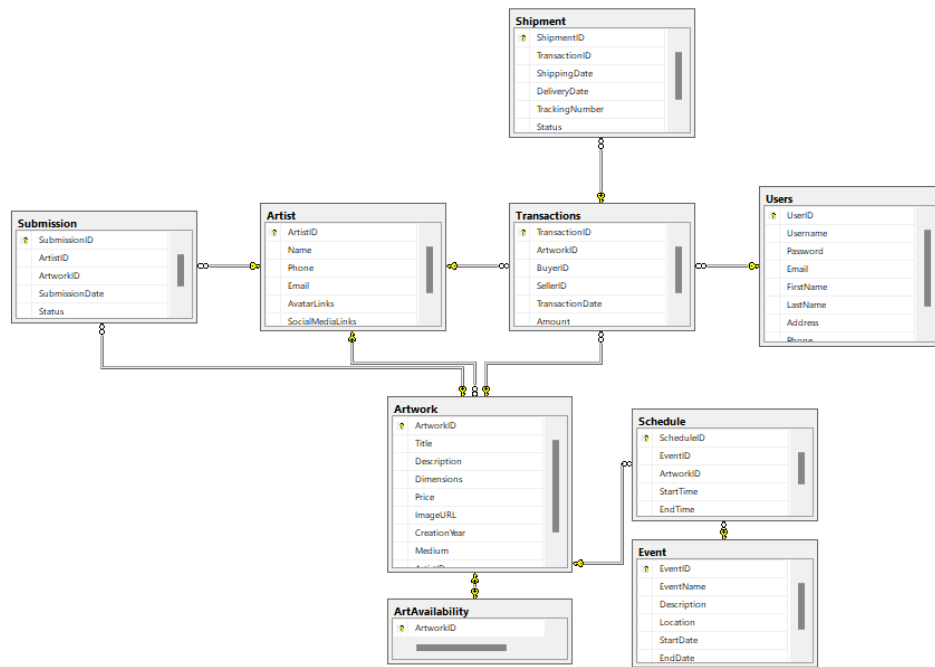 Shipment
ShipmentID
TransactionID
ShippingDate
DeliveryDate
TrackingNumber
Status
Submission
SubmissionID
ArtistID
ArtworkID
SubmissionDate
Status
Artist
ArtistID
Name
Phone
Email
AvatarLinks
SocialMediaLinks
Transactions
TransactionID
ArtworkID
BuyerID
SellerID
TransactionDate
Amount
Users
UserID
Username
Password
Email
FirstName
LastName
Address
Phone
Artwork
ArtworkID
Title
Description
Dimensions
Price
ImageURL
CreationYear
Medium
ArtistID
Schedule
ScheduleID
EventID
ArtworkID
StartTime
EndTime
Event
EventID
EventName
Description
Location
StartDate
EndDate
ArtAvailability
ArtworkID